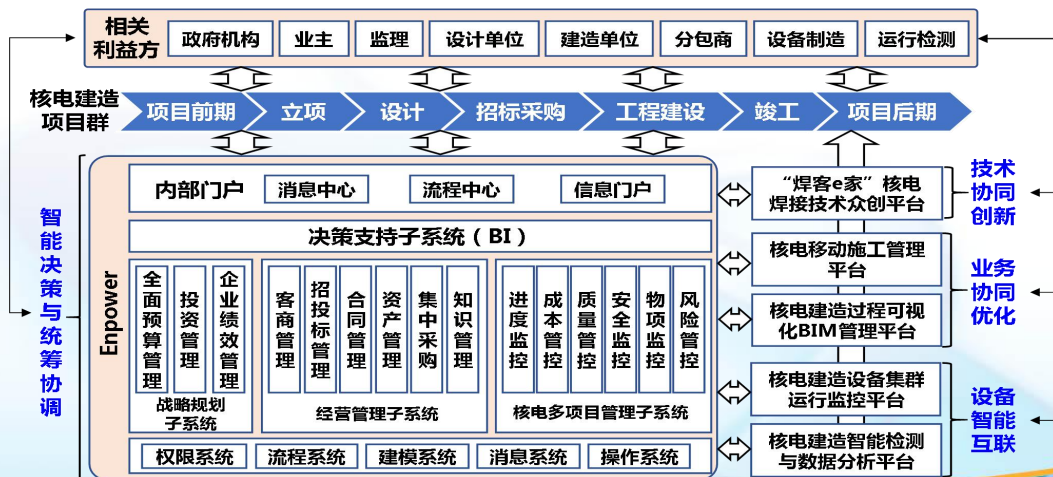 相关
利益方
政府机构
业主
监理
设计单位
建造单位
分包商
设备制造
运行检测
核电建造
项目群
项目前期
立项
设计
招标采购
工程建设
竣工
项目后期
智能决策与统筹协调
Enpower
内部门户
消息中心
流程中心
信息门户
决策支持子系统（BI）
全面预算管理
投资管理
企业绩效管理
战略规划
子系统
客商管理
招投标管理
合同管理
资产管理
集中采购
知识管理
经营管理子系统
进度监控
成本管控
质量管控
安全监控
物项监控
风险管控
核电多项目管理子系统
权限系统
流程系统
建模系统
消息系统
操作系统
“焊客e家”核电
焊接技术众创平台
核电移动施工管理
平台
核电建造过程可视
化BIM管理平台
核电建造设备集群
运行监控平台
核电建造智能检测
与数据分析平台
技术
协同
创新
业务
协同
优化
设备
智能
互联